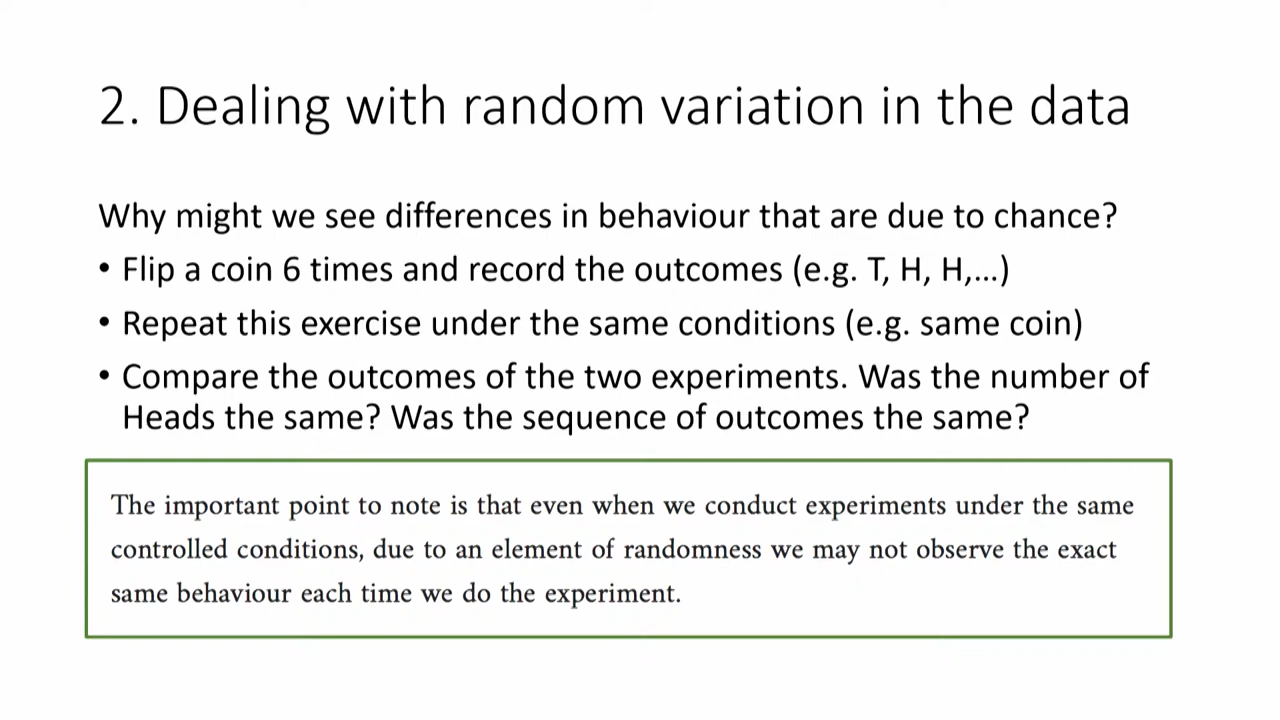 2. Dealing with random variation in the data
Why might we see differences in behaviour that are due to chance?
• Flip a coin 6 times and record the outcomes (e.g. T, H, H,...)
• Repeat this exercise under the same conditions (e.g. same coin)
• Compare the outcomes of the two experiments. Was the number of
Heads the same? Was the sequence of outcomes the same?
The important point to note is that even when we conduct experiments under the same
controlled conditions, due to an element of randomness we may not observe the exact
same behaviour each time we do the experiment.